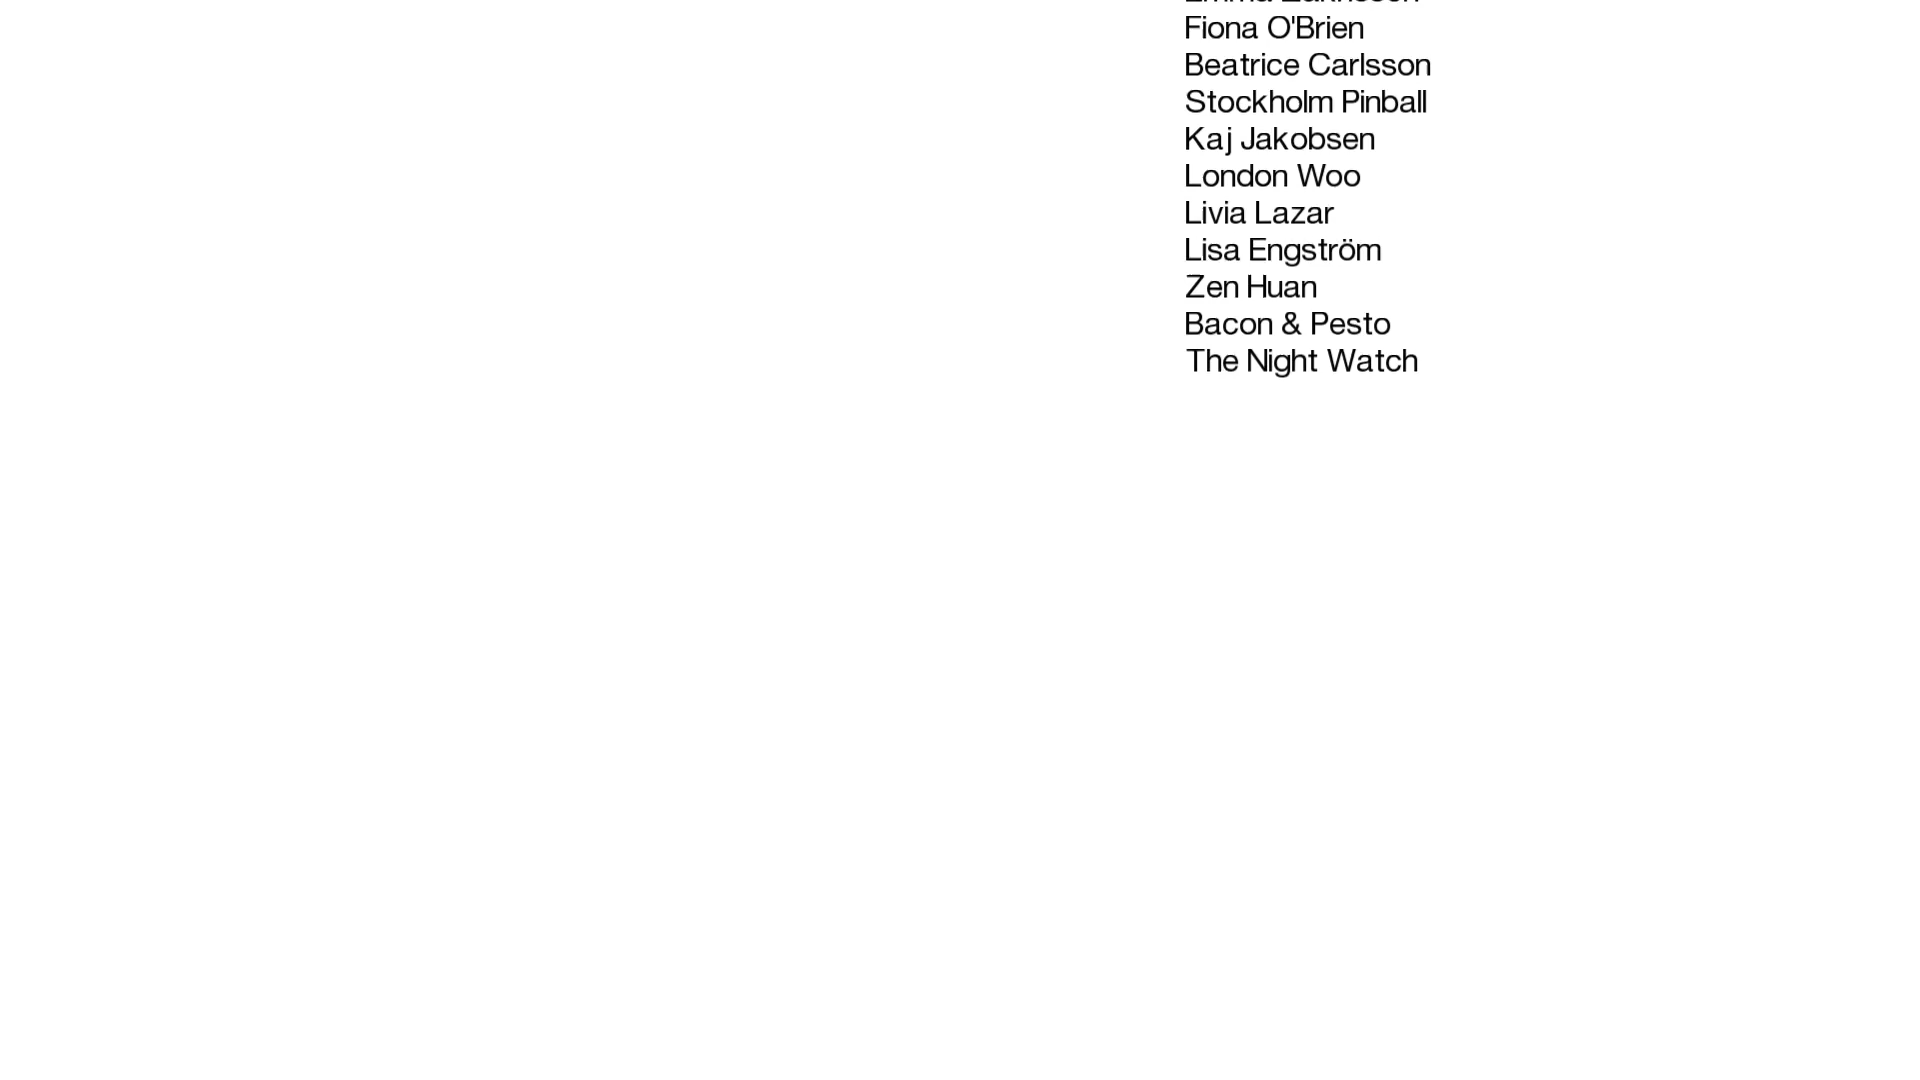 Fiona O'Brien
Beatrice Carlsson
Stockholm Pinball
Kaj Jakobsen
London Woo
Livia Lazar
Lisa Engström
Zen Huan
Bacon & Pesto
The Night Watch